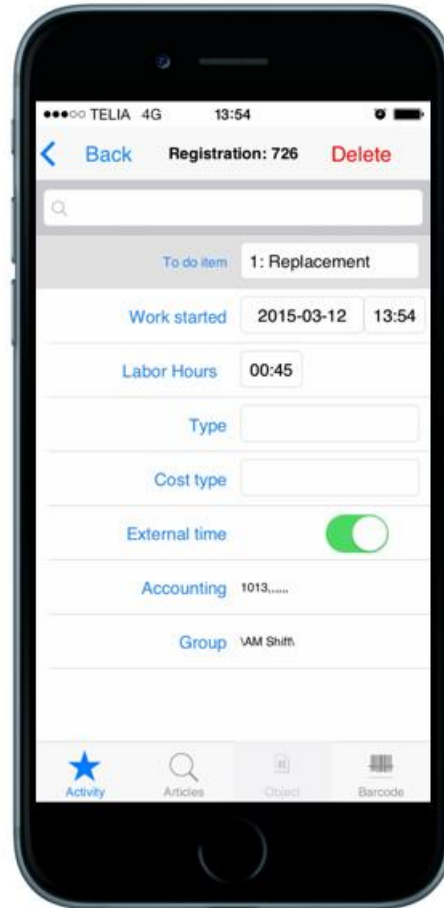 TELIA 4G 13:54
Back Registration: 726 Delete
To do item 1: Replacement
Work started 2015-03-12 13:54
Labor Hours 00:45
Type
Cost type
External time
Accounting 1013,,,,,,
Group \AM Shift\
Activity Articles Object Barcode